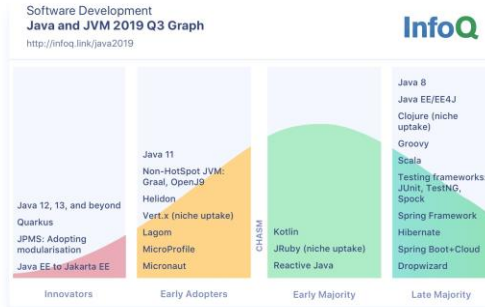 Software Development
Java and JVM 2019 Q3 Graph
http://infoq.link/java2019
InfoQ
Java 12, 13, and beyond
Quarkus
JPMS: Adopting
modularisation
Java EE to Jakarta EE
Innovators
Java 11
Non-HotSpot JVM:
Graal, OpenJ9
Helidon
Vert.x (niche uptake)
Lagom
MicroProfile
Micronaut
Early Adopters
CHASM
Kotlin
JRuby (niche uptake)
Reactive Java
Early Majority
Java 8
Java EE/EE4J
Clojure (niche
uptake)
Groovy
Scala
Testing frameworks:
JUnit, TestNG,
Spock
Spring Framework
Hibernate
Spring Boot+Cloud
Dropwizard
Late Majority